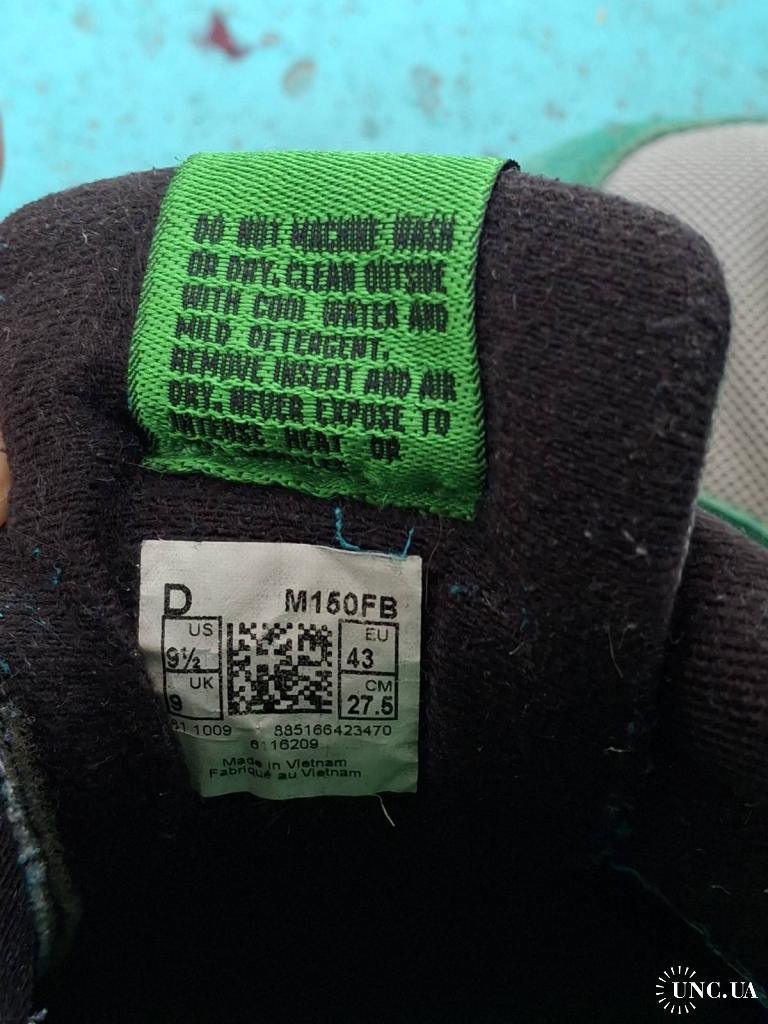 DO NOT MACHINE WASH
OR DRY. CLEAN OUTSIDE
WITH COOL WATER AND
MILD DETERGENT.
REMOVE INSERT AND AIR
DRY. NEVER EXPOSE TO
INTENSE HEAT OR
D M150FB
US EU
9½ 43
UK CM
9 27.5
1009 885166423470
6116209
Made in Vietnam
Fabriqué au Vietnam
UNC.UA